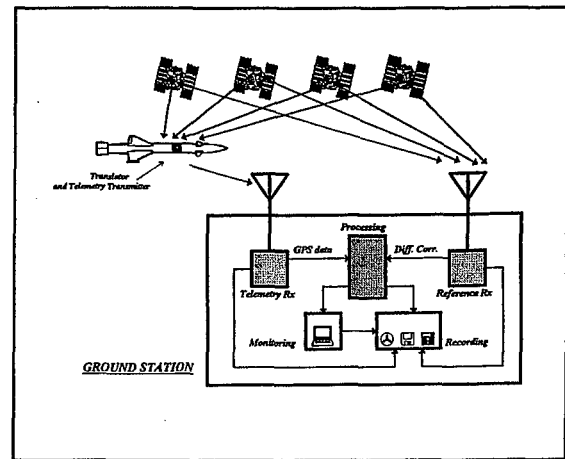 Translator
and Telemetry Transmitter
Processing
GPS data
Diff. Corr.
Telemetry Rx
Reference Rx
Monitoring
Recording
GROUND STATION